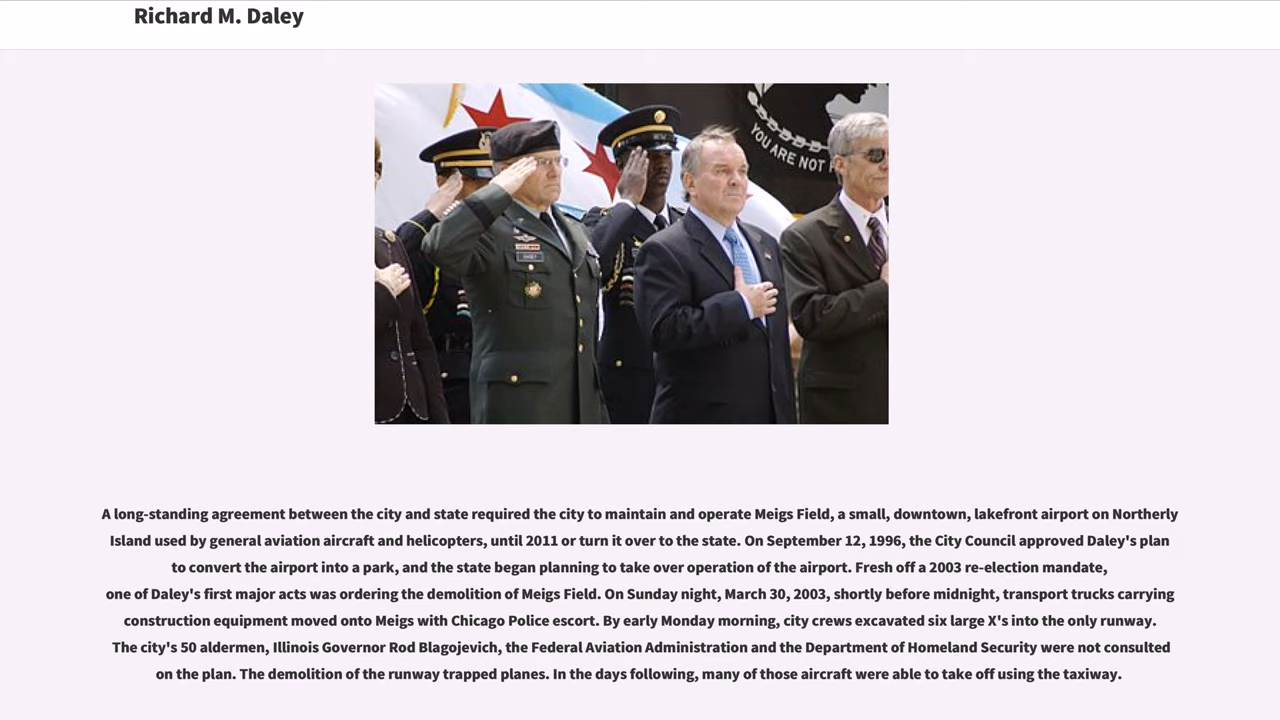 Richard M. Daley
YOU ARE NOT
A long-standing agreement between the city and state required the city to maintain and operate Meigs Field, a small, downtown, lakefront airport on Northerly
Island used by general aviation aircraft and helicopters, until 2011 or turn it over to the state. On September 12, 1996, the City Council approved Daley's plan
to convert the airport into a park, and the state began planning to take over operation of the airport. Fresh off a 2003 re-election mandate,
one of Daley's first major acts was ordering the demolition of Meigs Field. On Sunday night, March 30, 2003, shortly before midnight, transport trucks carrying
construction equipment moved onto Meigs with Chicago Police escort. By early Monday morning, city crews excavated six large X's into the only runway.
The city's 50 aldermen, Illinois Governor Rod Blagojevich, the Federal Aviation Administration and the Department of Homeland Security were not consulted
on the plan. The demolition of the runway trapped planes. In the days following, many of those aircraft were able to take off using the taxiway.